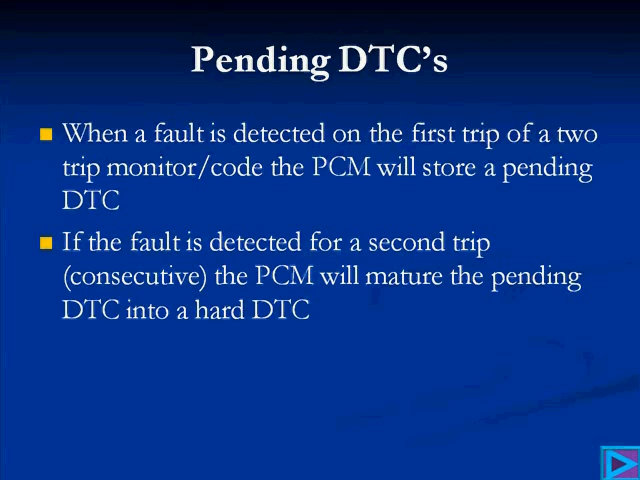 Pending DTC's
When a fault is detected on the first trip of a two
trip monitor/code the PCM will store a pending
DTC
If the fault is detected for a second trip
(consecutive) the PCM will mature the pending
DTC into a hard DTC